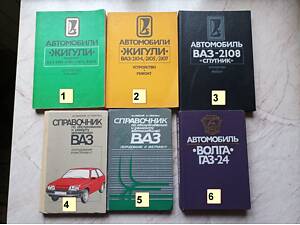 АВТОМОБИЛИ
"ЖИГУЛИ"
1
АВТОМОБИЛИ
"ЖИГУЛИ"
ВАЗ-2104, 2105, 2107
УСТРОЙСТВО
РЕМОНТ
2
АВТОМОБИЛЬ
ВАЗ-2108
"СПУТНИК"
3
СПРАВОЧНИК
ВАЗ
4
СПРАВОЧНИК
ВАЗ
5
АВТОМОБИЛЬ
"ВОЛГА"
ГАЗ-24
6